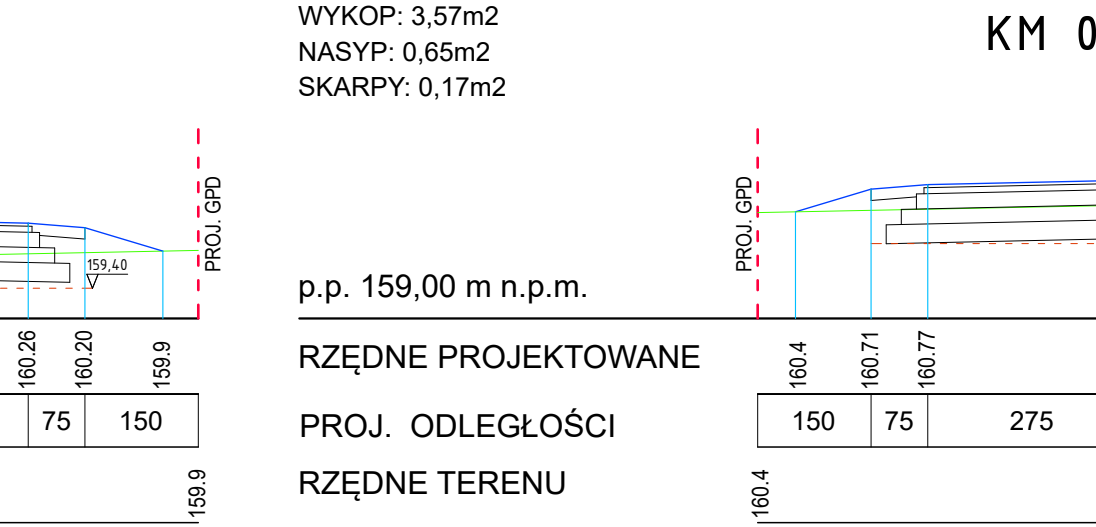 WYKOP: 3,57m2
NASYP: 0,65m2
SKARPY: 0,17m2
KM 0
PROJ. GPD
PROJ. GPD
159,40
p.p. 159,00 m n.p.m.
160.26 160.20 159.9
RZĘDNE PROJEKTOWANE
160.4 160.71 160.77
75 150
PROJ. ODLEGŁOŚCI
150 75 275
159.9
RZĘDNE TERENU
160.4